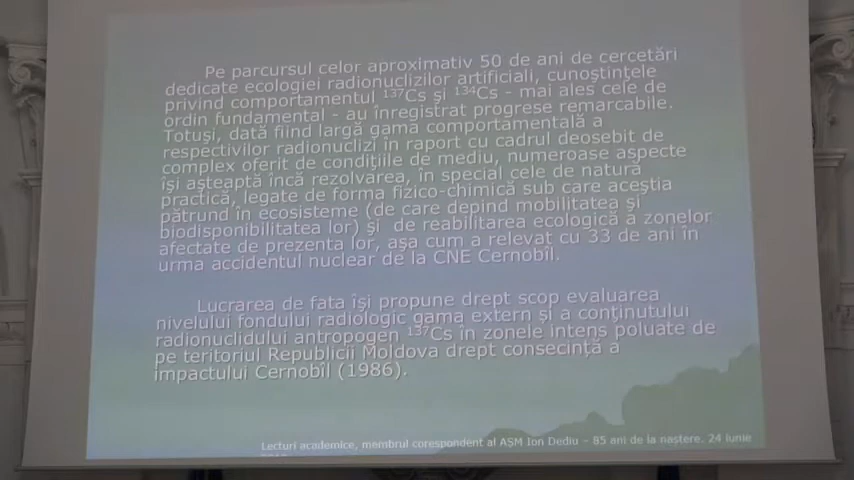 Pe parcursul celor aproximativ 50 de ani de cercetări
dedicate ecologiei radionuclizilor artificiali, cunoştinţele
privind comportamentul ¹³⁷Cs şi ¹³⁴Cs - mai ales cele de
ordin fundamental - au înregistrat progrese remarcabile.
Totuşi, dată fiind largă gama comportamentală a
respectivilor radionuclizi în raport cu cadrul deosebit de
complex oferit de condiţiile de mediu, numeroase aspecte
îşi aşteaptă încă rezolvarea, în special cele de natură
practică, legate de forma fizico-chimică sub care aceştia
pătrund în ecosisteme (de care depind mobilitatea şi
biodisponibilitatea lor) şi de reabilitarea ecologică a zonelor
afectate de prezenta lor, aşa cum a relevat cu 33 de ani în
urma accidentul nuclear de la CNE Cernobîl.
Lucrarea de fata îşi propune drept scop evaluarea
nivelului fondului radiologic gama extern şi a conţinutului
radionuclidului antropogen ¹³⁷Cs în zonele intens poluate de
pe teritoriul Republicii Moldova drept consecinţă a
impactului Cernobîl (1986).
Lecturi academice, membrul corespondent al AŞM Ion Dediu – 85 ani de la naştere. 24 iunie